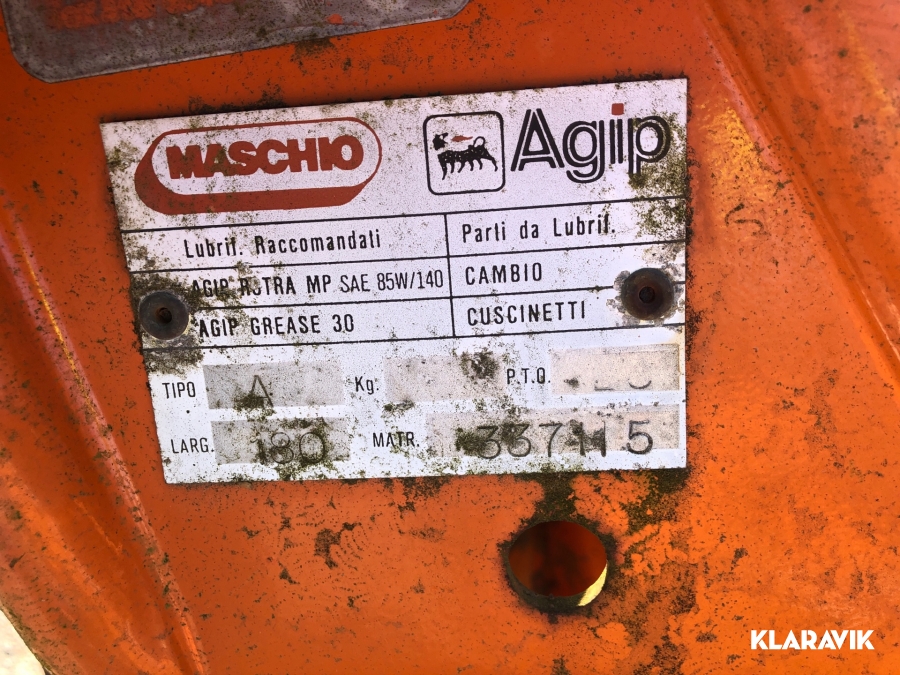 MASCHIO Agip
Lubrif. Raccomandati Parti da Lubrif.
AGIP ROTRA MP SAE 85W/140 CAMBIO
AGIP GREASE 30 CUSCINETTI
TIPO A Kg. P.T.O.
LARG. 180 MATR.
KLARAVIK